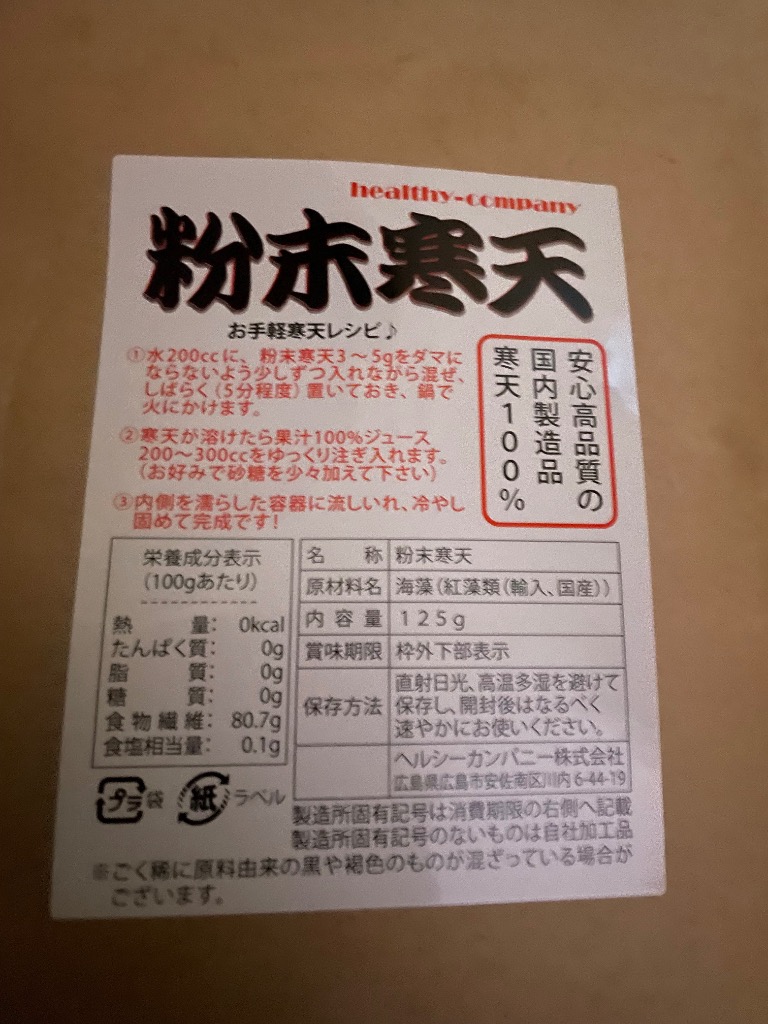 healthy-company
粉末寒天
お手軽寒天レシピ♪
①水200ccに、粉末寒天3～5gをダマに
ならないよう少しずつ入れながら混ぜ、
しばらく(5分程度)置いておき、鍋で
火にかけます。
②寒天が溶けたら果汁100%ジュース
200～300ccをゆっくり注ぎ入れます。
(お好みで砂糖を少々加えて下さい)
③内側を濡らした容器に流しいれ、冷やし
固めて完成です!
安心高品質の
国内製造品
寒天100%
栄養成分表示
(100gあたり)
熱量: 0kcal
たんぱく質: 0g
脂質: 0g
糖質: 0g
食物繊維: 80.7g
食塩相当量: 0.1g
名称 粉末寒天
原材料名 海藻(紅藻類(輸入、国産))
内容量 125g
賞味期限 枠外下部表示
保存方法 直射日光、高温多湿を避けて
保存し、開封後はなるべく
速やかにお使いください。
ヘルシーカンパニー株式会社
広島県広島市安佐南区川内6-44-19
プラ 袋 紙 ラベル
製造所固有記号は消費期限の右側へ記載
製造所固有記号のないものは自社加工品
※ごく稀に原料由来の黒や褐色のものが混ざっている場合が
ございます。